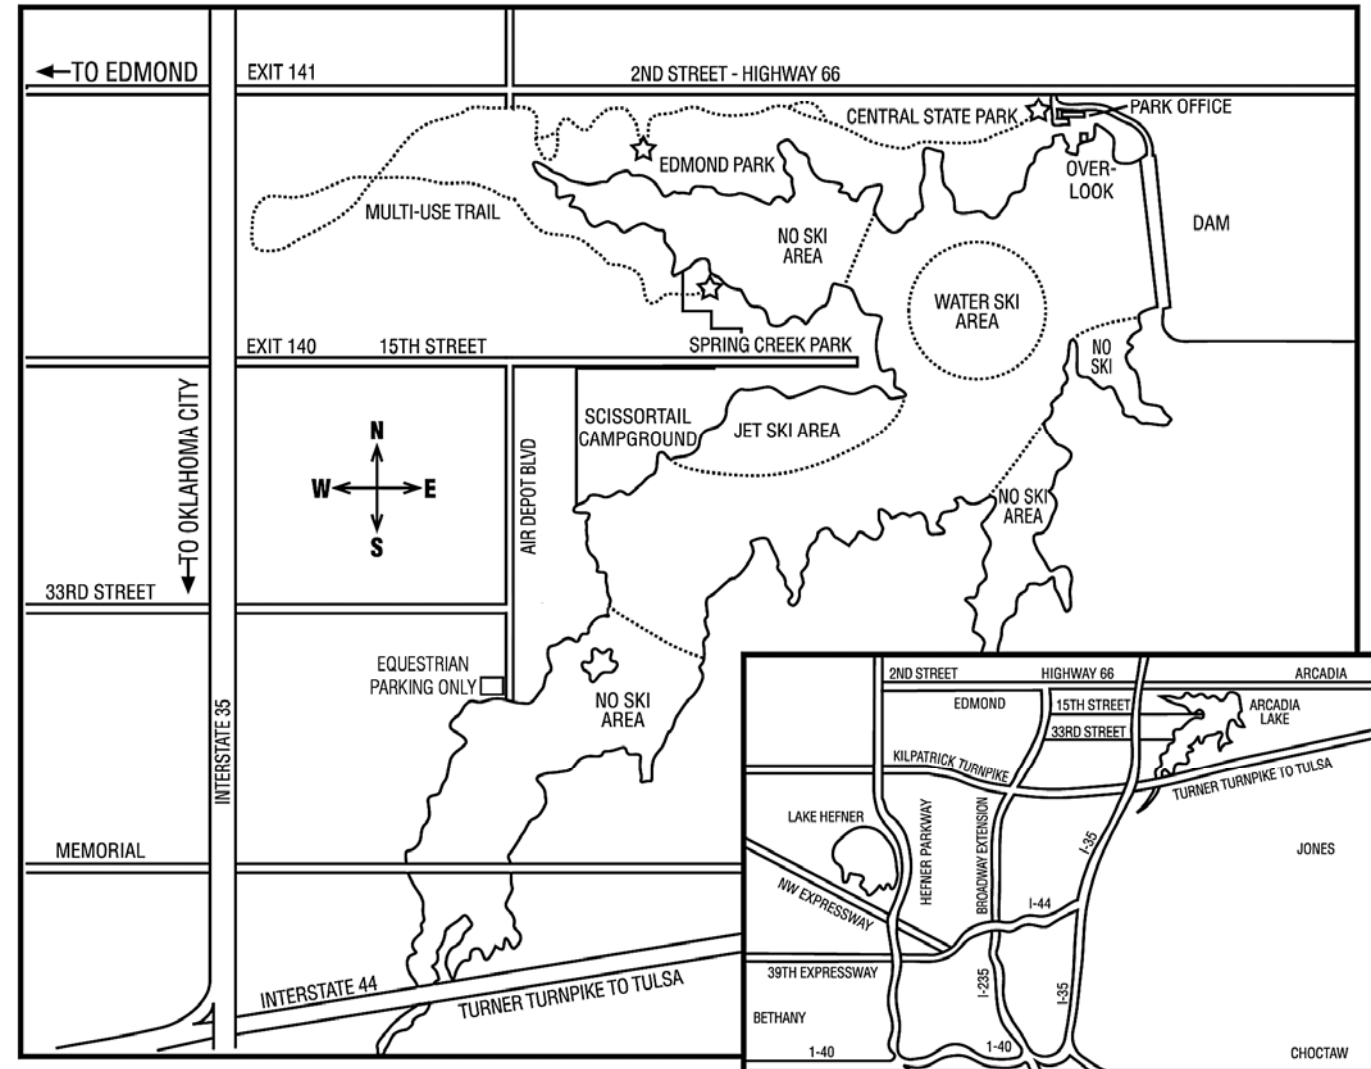 TO EDMOND
EXIT 141
2ND STREET - HIGHWAY 66
CENTRAL STATE PARK
PARK OFFICE
EDMOND PARK
OVER-
LOOK
MULTI-USE TRAIL
DAM
NO SKI
AREA
WATER SKI
AREA
EXIT 140
15TH STREET
SPRING CREEK PARK
NO
SKI
TO OKLAHOMA CITY
SCISSORTAIL
CAMPGROUND
JET SKI AREA
N
W
E
S
AIR DEPOT BLVD
NO SKI
AREA
33RD STREET
EQUESTRIAN
PARKING ONLY
NO SKI
AREA
INTERSTATE 35
MEMORIAL
INTERSTATE 44
TURNER TURNPIKE TO TULSA
2ND STREET
HIGHWAY 66
ARCADIA
EDMOND
15TH STREET
ARCADIA
LAKE
33RD STREET
KILPATRICK TURNPIKE
TURNER TURNPIKE TO TULSA
LAKE HEFNER
HEFNER PARKWAY
BROADWAY EXTENSION
I-35
JONES
NW EXPRESSWAY
I-44
39TH EXPRESSWAY
I-235
I-35
BETHANY
1-40
1-40
CHOCTAW